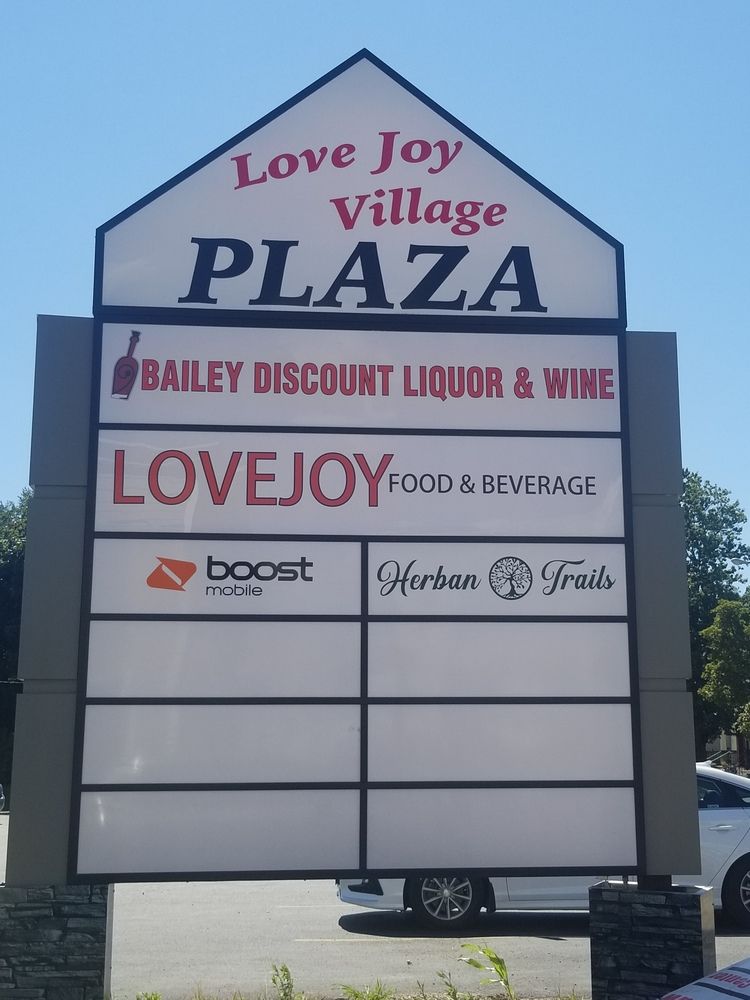 Love Joy
Village
PLAZA
BAILEY DISCOUNT LIQUOR & WINE
LOVEJOY FOOD & BEVERAGE
boost
mobile
Herban Trails